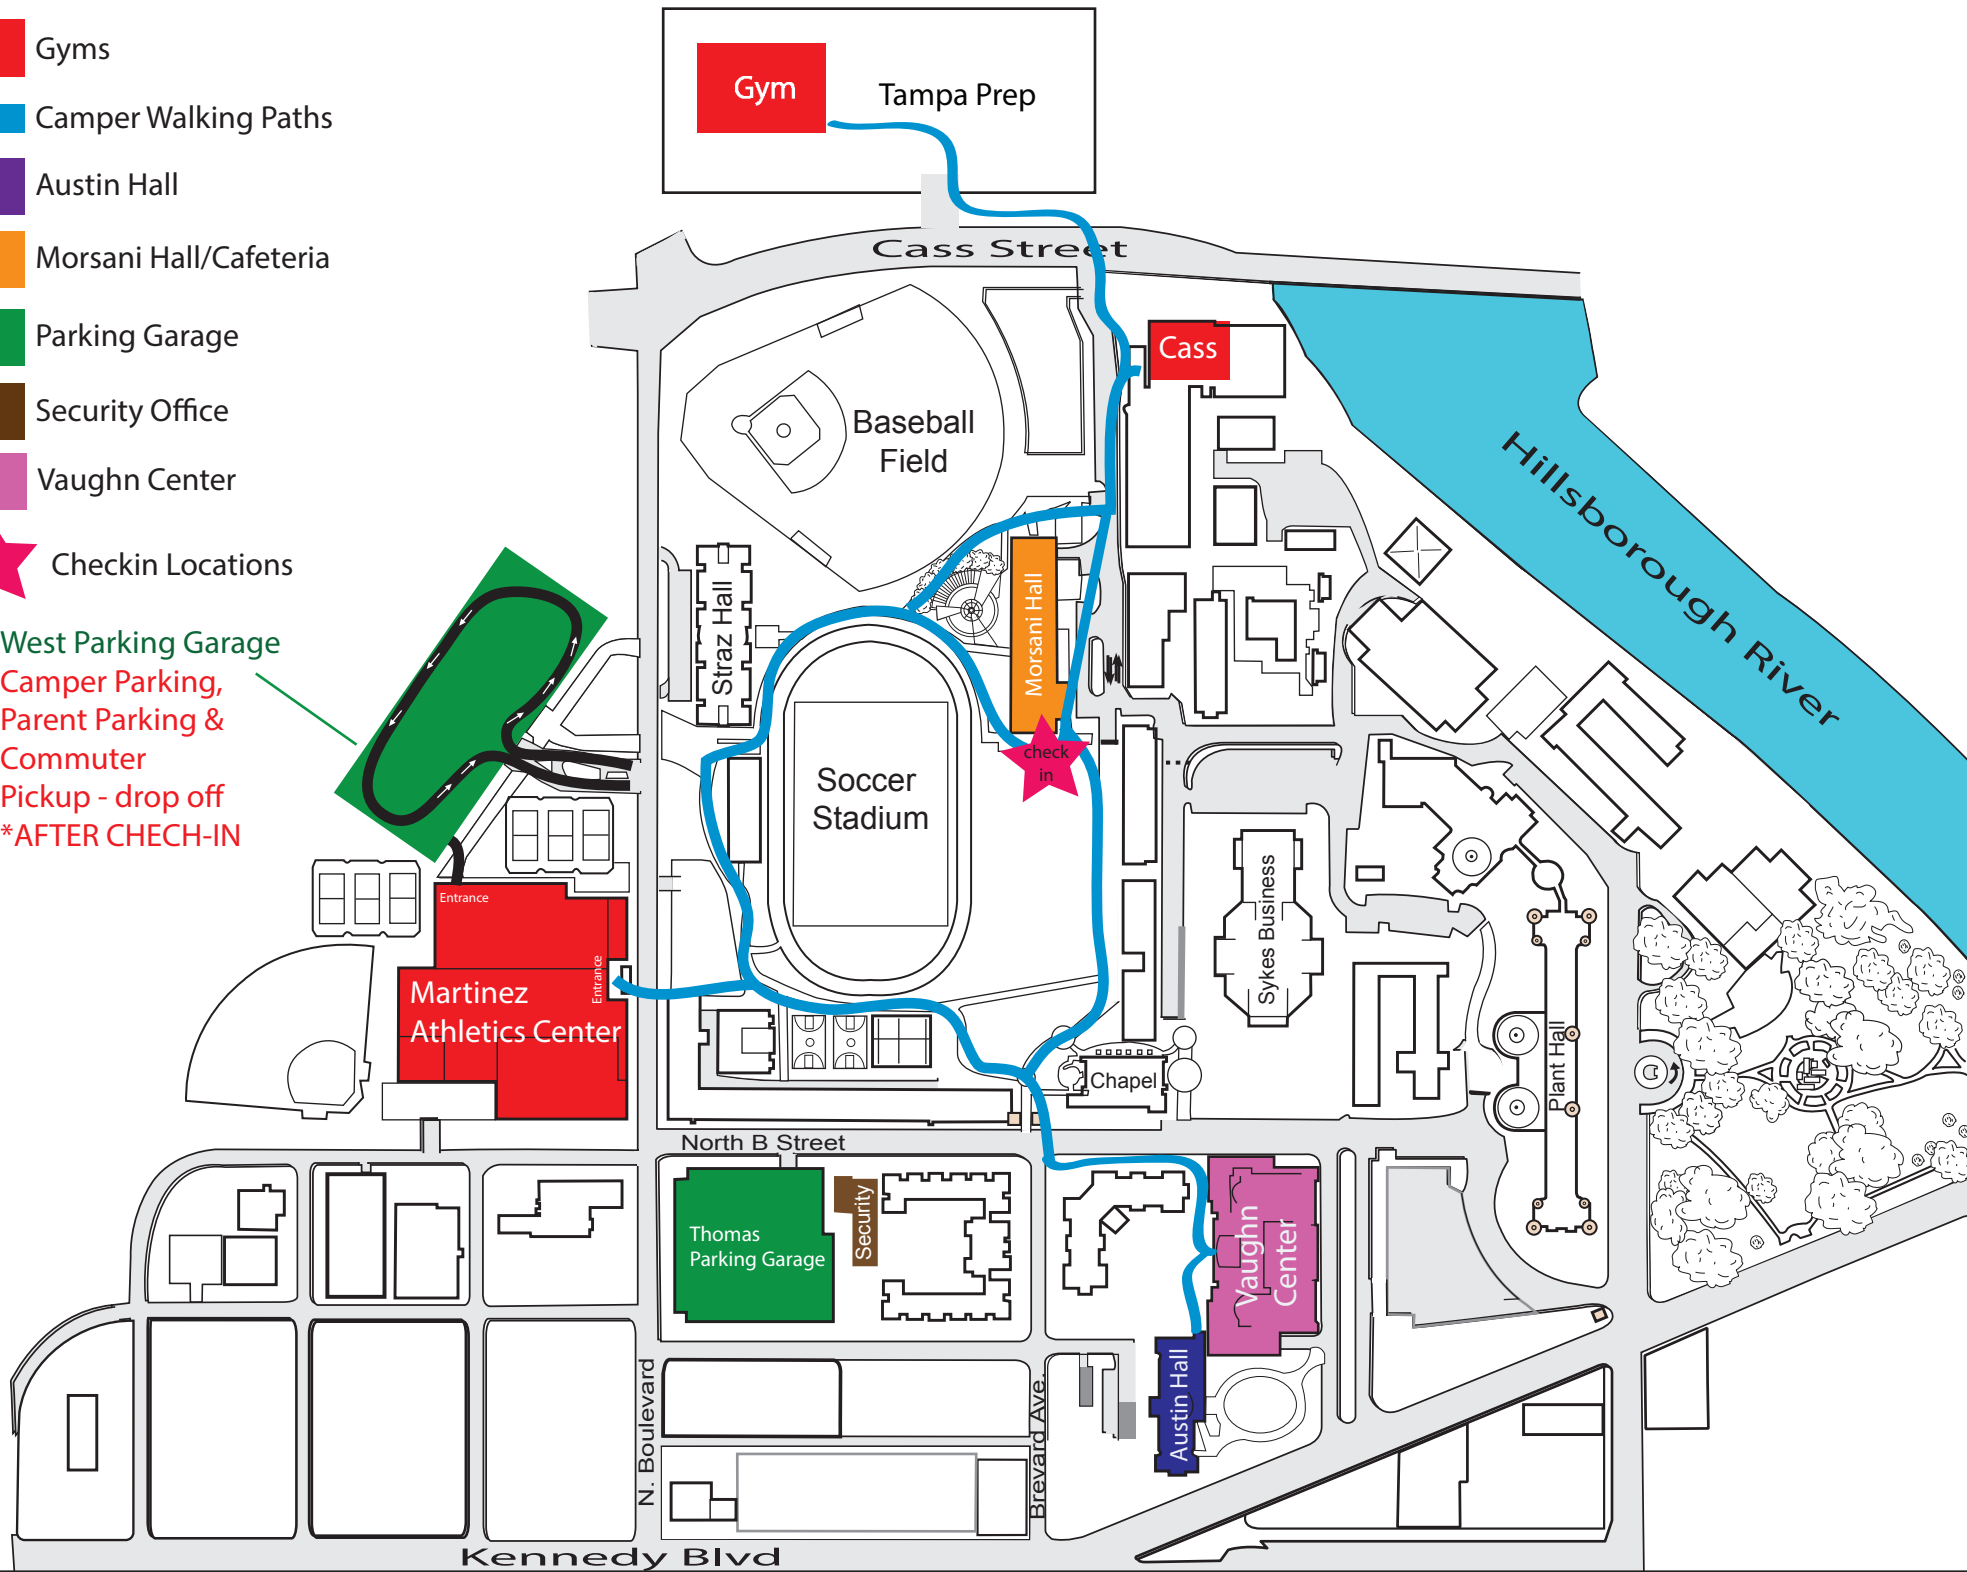 Gyms
Camper Walking Paths
Austin Hall
Morsani Hall/Cafeteria
Parking Garage
Security Office
Vaughn Center
Checkin Locations
West Parking Garage
Camper Parking,
Parent Parking &
Commuter
Pickup - drop off
*AFTER CHECH-IN
Gym
Tampa Prep
Cass Street
Cass
Baseball
Field
Hillsborough River
Straz Hall
Morsani Hall
check
in
Soccer
Stadium
Sykes Business
Entrance
Entrance
Martinez
Athletics Center
Chapel
Plant Hall
North B Street
Thomas
Parking Garage
Security
Vaughn
Center
Austin Hall
N. Boulevard
Brevard Ave.
Kennedy Blvd